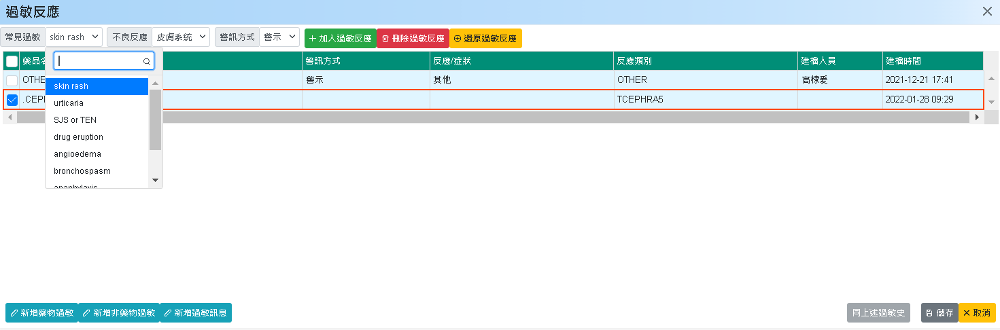 過敏反應
常見過敏 skin rash 不良反應 皮膚系統 警訊方式 警示 加入過敏反應 刪除過敏反應 還原過敏反應
藥品名 警訊方式 反應/症狀 反應類別 建檔人員 建檔時間
OTHE 警示 其他 OTHER 高棣爰 2021-12-21 17:41
.CEPH TCEPHRA5 2022-01-28 09:29
skin rash
urticaria
SJS or TEN
drug eruption
angioedema
bronchospasm
anaphylaxis
新增藥物過敏 新增非藥物過敏 新增過敏訊息 同上述過敏史 儲存 取消